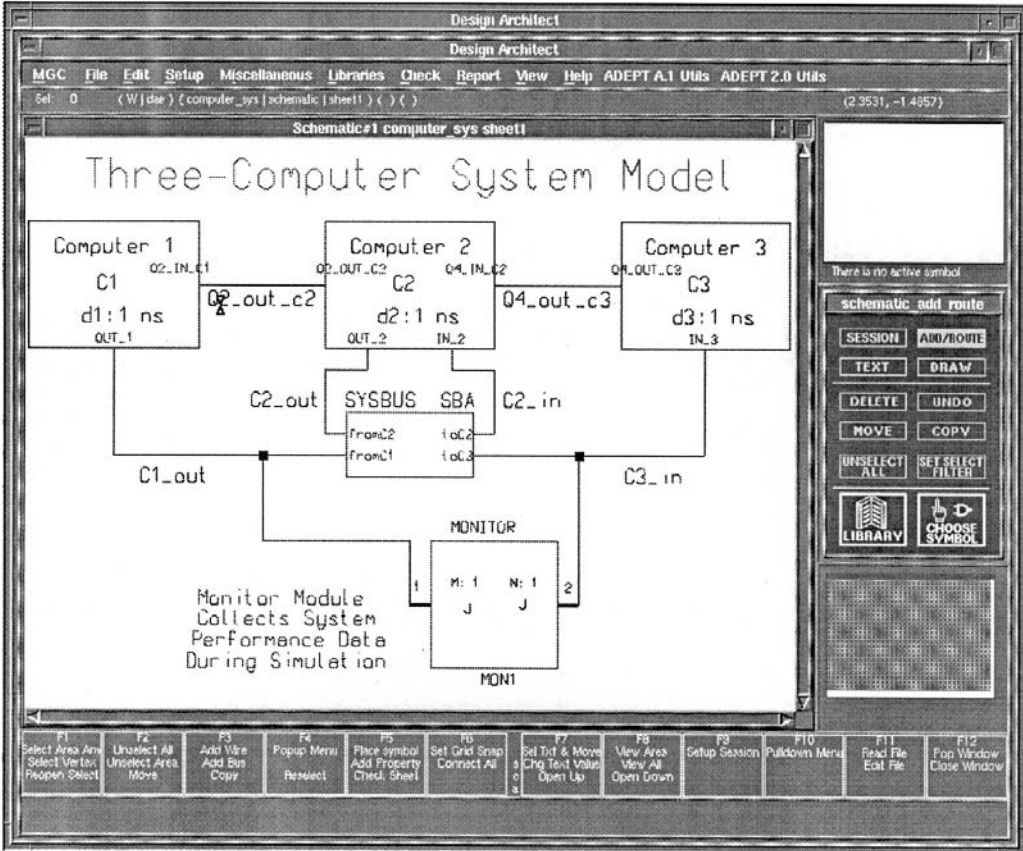 Design Architect
Design Architect
MGC File Edit Setup Miscellaneous Libraries Check Report View Help ADEPT A.1 Utils ADEPT 2.0 Utils
Sel: 0 ( W | dae ) ( computer_sys | schematic | sheet1 ) ( ) ( ) (2.3531, -1.4857)
Schematic#1 computer_sys sheet1
Three-Computer System Model
Computer 1
Q2_IN_C1
C1
d1:1 ns
OUT_1
Q2_out_c2
Computer 2
Q2_OUT_C2 Q4_IN_C2
C2
d2:1 ns
OUT_2 IN_2
Q4_out_c3
Computer 3
Q4_OUT_C3
C3
d3:1 ns
IN_3
C2_out SYSBUS SBA C2_in
fromC2 toC2
fromC1 toC3
C1_out C3_in
MONITOR
1 M: 1 N: 1 2
J J
MON1
Monitor Module
Collects System
Performance Data
During Simulation
There is no active symbol
schematic_add_route
SESSION ADD/ROUTE
TEXT DRAW
DELETE UNDO
MOVE COPY
UNSELECT ALL SET SELECT FILTER
LIBRARY CHOOSE SYMBOL
F1
Select Area Any
Select Vertex
Reopen Select
F2
Unselect All
Unselect Area
Move
F3
Add Wire
Add Bus
Copy
F4
Popup Menu
Reselect
F5
Place symbol
Add Property
Check Sheet
F6
Set Grid Snap
Connect All
s
c
a
F7
Sel Txt & Move
Chg Text Value
Open Up
F8
View Area
View All
Open Down
F9
Setup Session
F10
Pulldown Menu
F11
Read File
Edit File
F12
Pop Window
Close Window